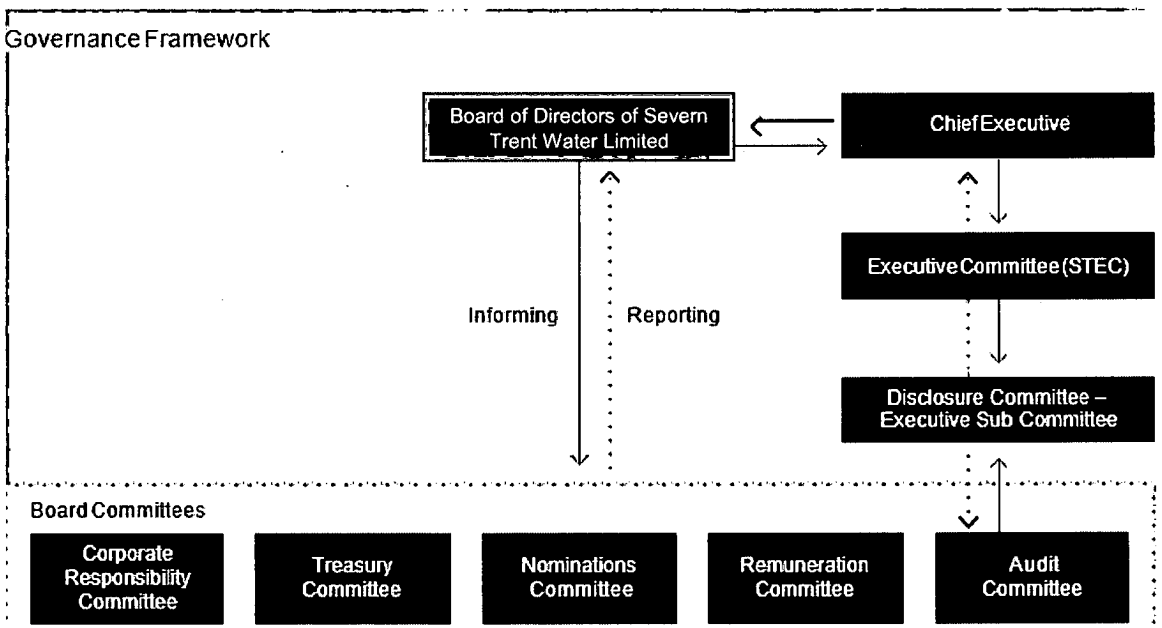 Governance Framework
Board of Directors of Severn
Trent Water Limited
Chief Executive
Executive Committee (STEC)
Informing
Reporting
Disclosure Committee –
Executive Sub Committee
Board Committees
Corporate
Responsibility
Committee
Treasury
Committee
Nominations
Committee
Remuneration
Committee
Audit
Committee